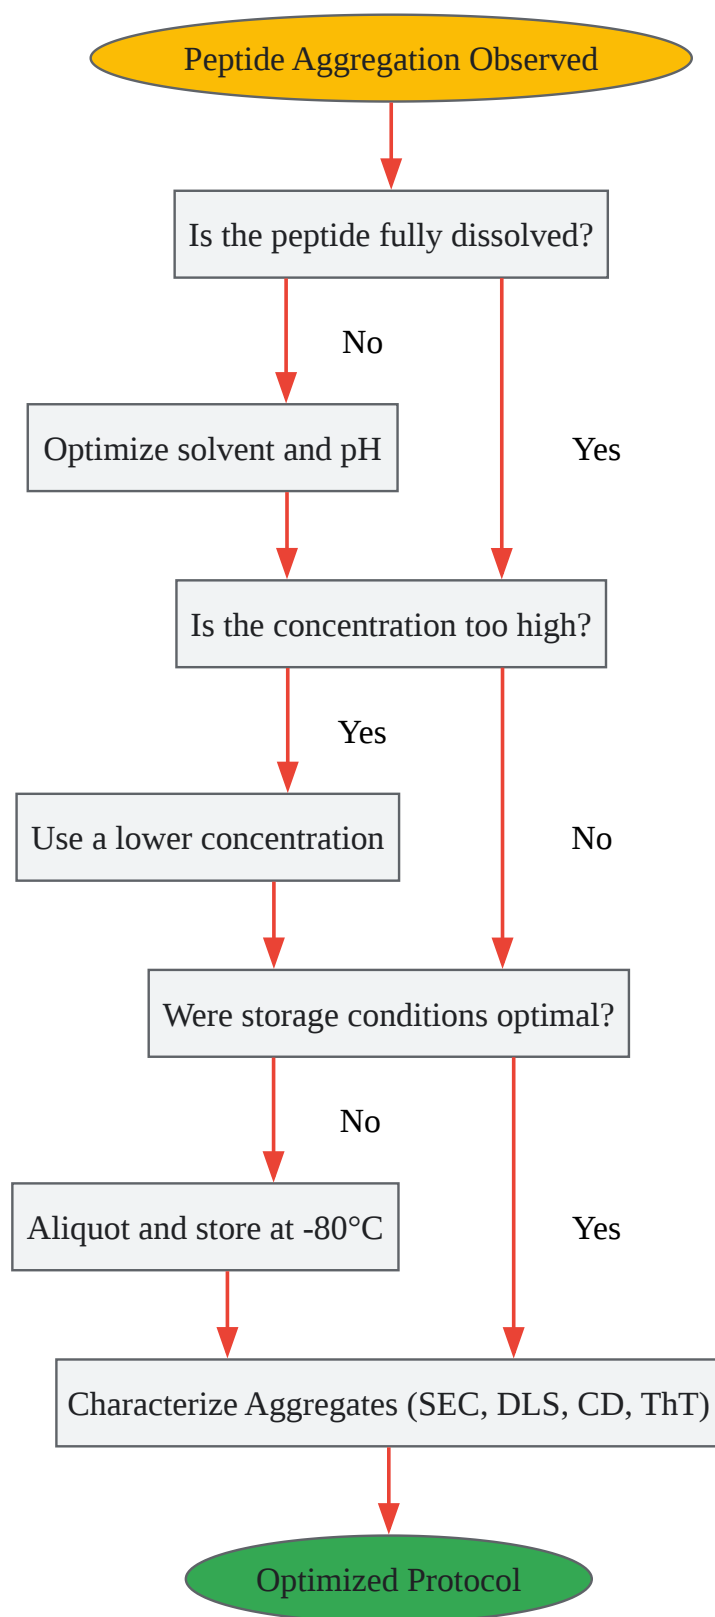 Peptide Aggregation Observed
Is the peptide fully dissolved?
No
Optimize solvent and pH
Yes
Is the concentration too high?
Yes
Use a lower concentration
No
Were storage conditions optimal?
No
Aliquot and store at -80°C
Yes
Characterize Aggregates (SEC, DLS, CD, ThT)
Optimized Protocol